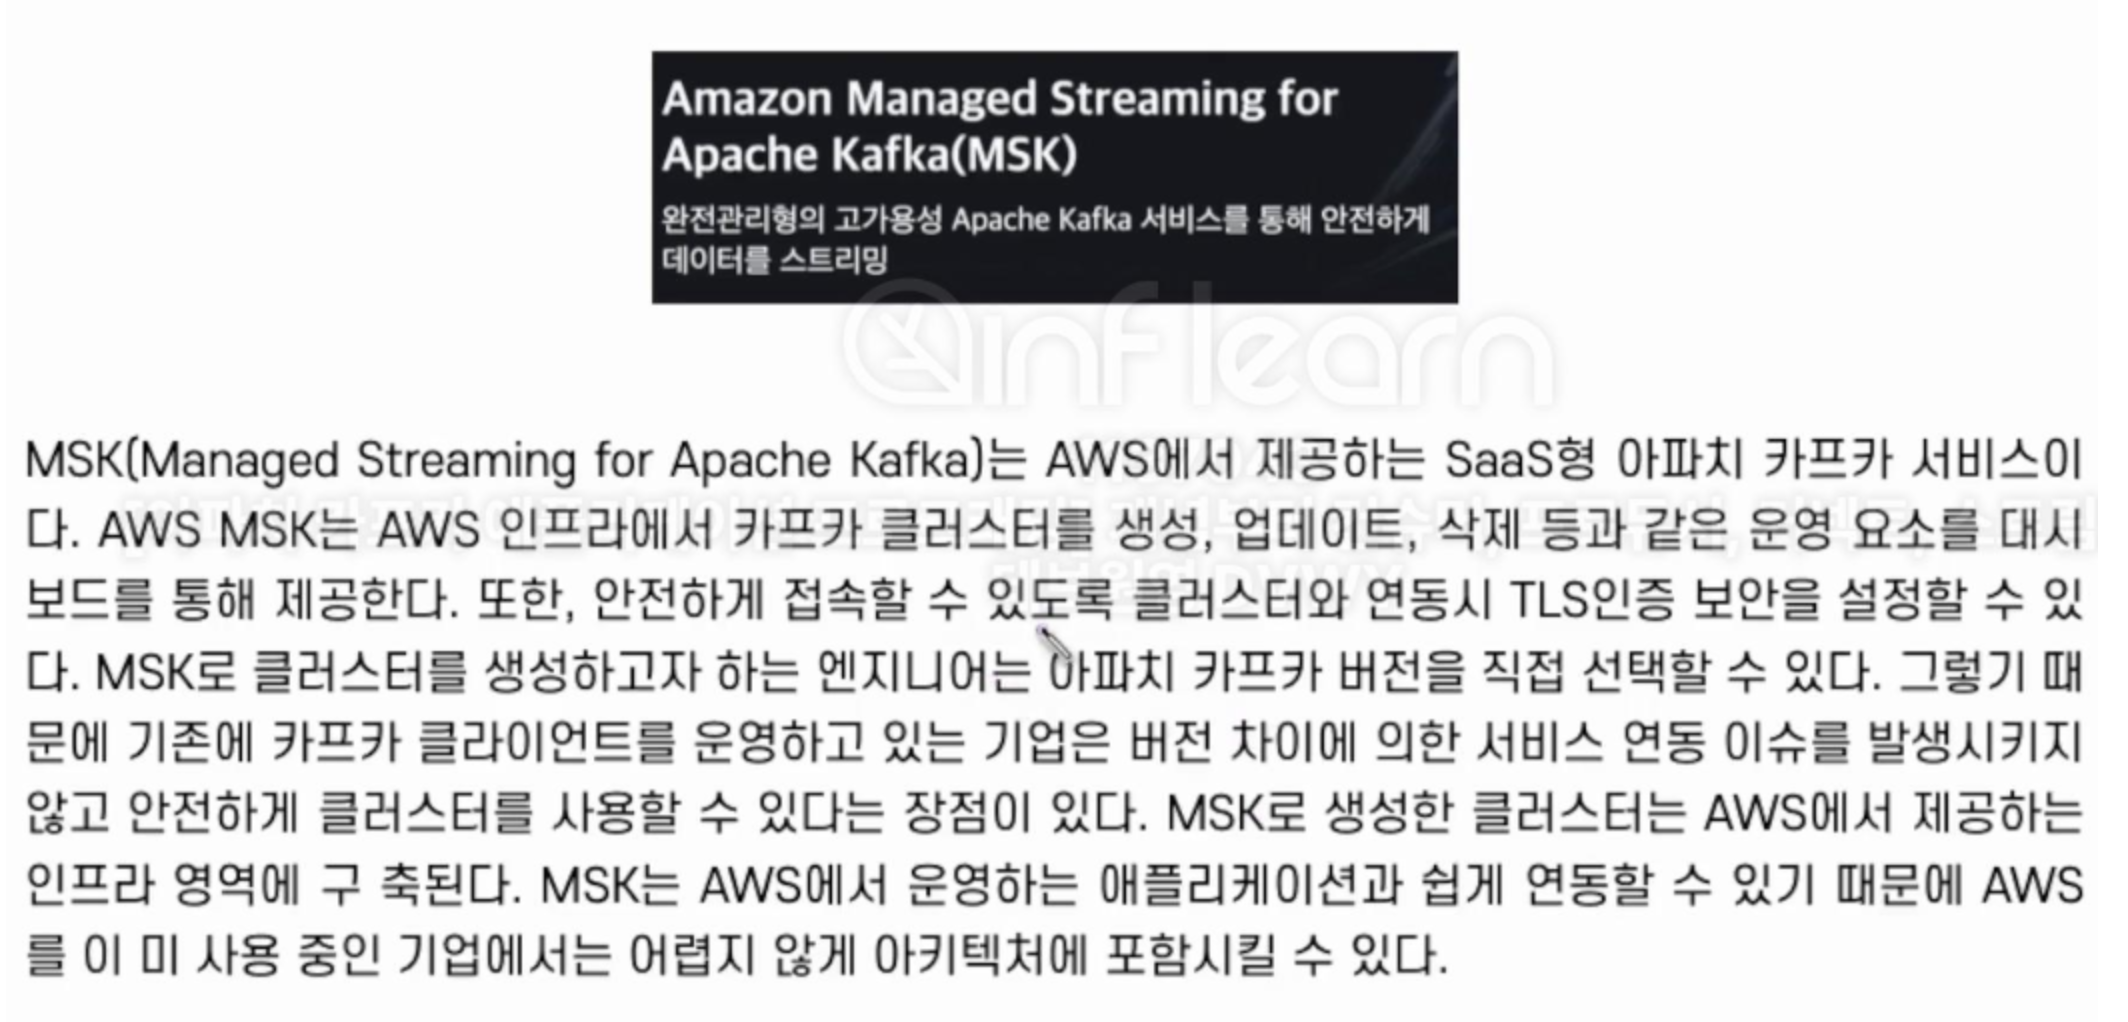 Amazon Managed Streaming for
Apache Kafka(MSK)
완전관리형의 고가용성 Apache Kafka 서비스를 통해 안전하게
데이터를 스트리밍
inflearn
MSK(Managed Streaming for Apache Kafka)는 AWS에서 제공하는 SaaS형 아파치 카프카 서비스이
다. AWS MSK는 AWS 인프라에서 카프카 클러스터를 생성, 업데이트, 삭제 등과 같은 운영 요소를 대시
보드를 통해 제공한다. 또한, 안전하게 접속할 수 있도록 클러스터와 연동시 TLS인증 보안을 설정할 수 있
다. MSK로 클러스터를 생성하고자 하는 엔지니어는 아파치 카프카 버전을 직접 선택할 수 있다. 그렇기 때
문에 기존에 카프카 클라이언트를 운영하고 있는 기업은 버전 차이에 의한 서비스 연동 이슈를 발생시키지
않고 안전하게 클러스터를 사용할 수 있다는 장점이 있다. MSK로 생성한 클러스터는 AWS에서 제공하는
인프라 영역에 구 축된다. MSK는 AWS에서 운영하는 애플리케이션과 쉽게 연동할 수 있기 때문에 AWS
를 이 미 사용 중인 기업에서는 어렵지 않게 아키텍처에 포함시킬 수 있다.